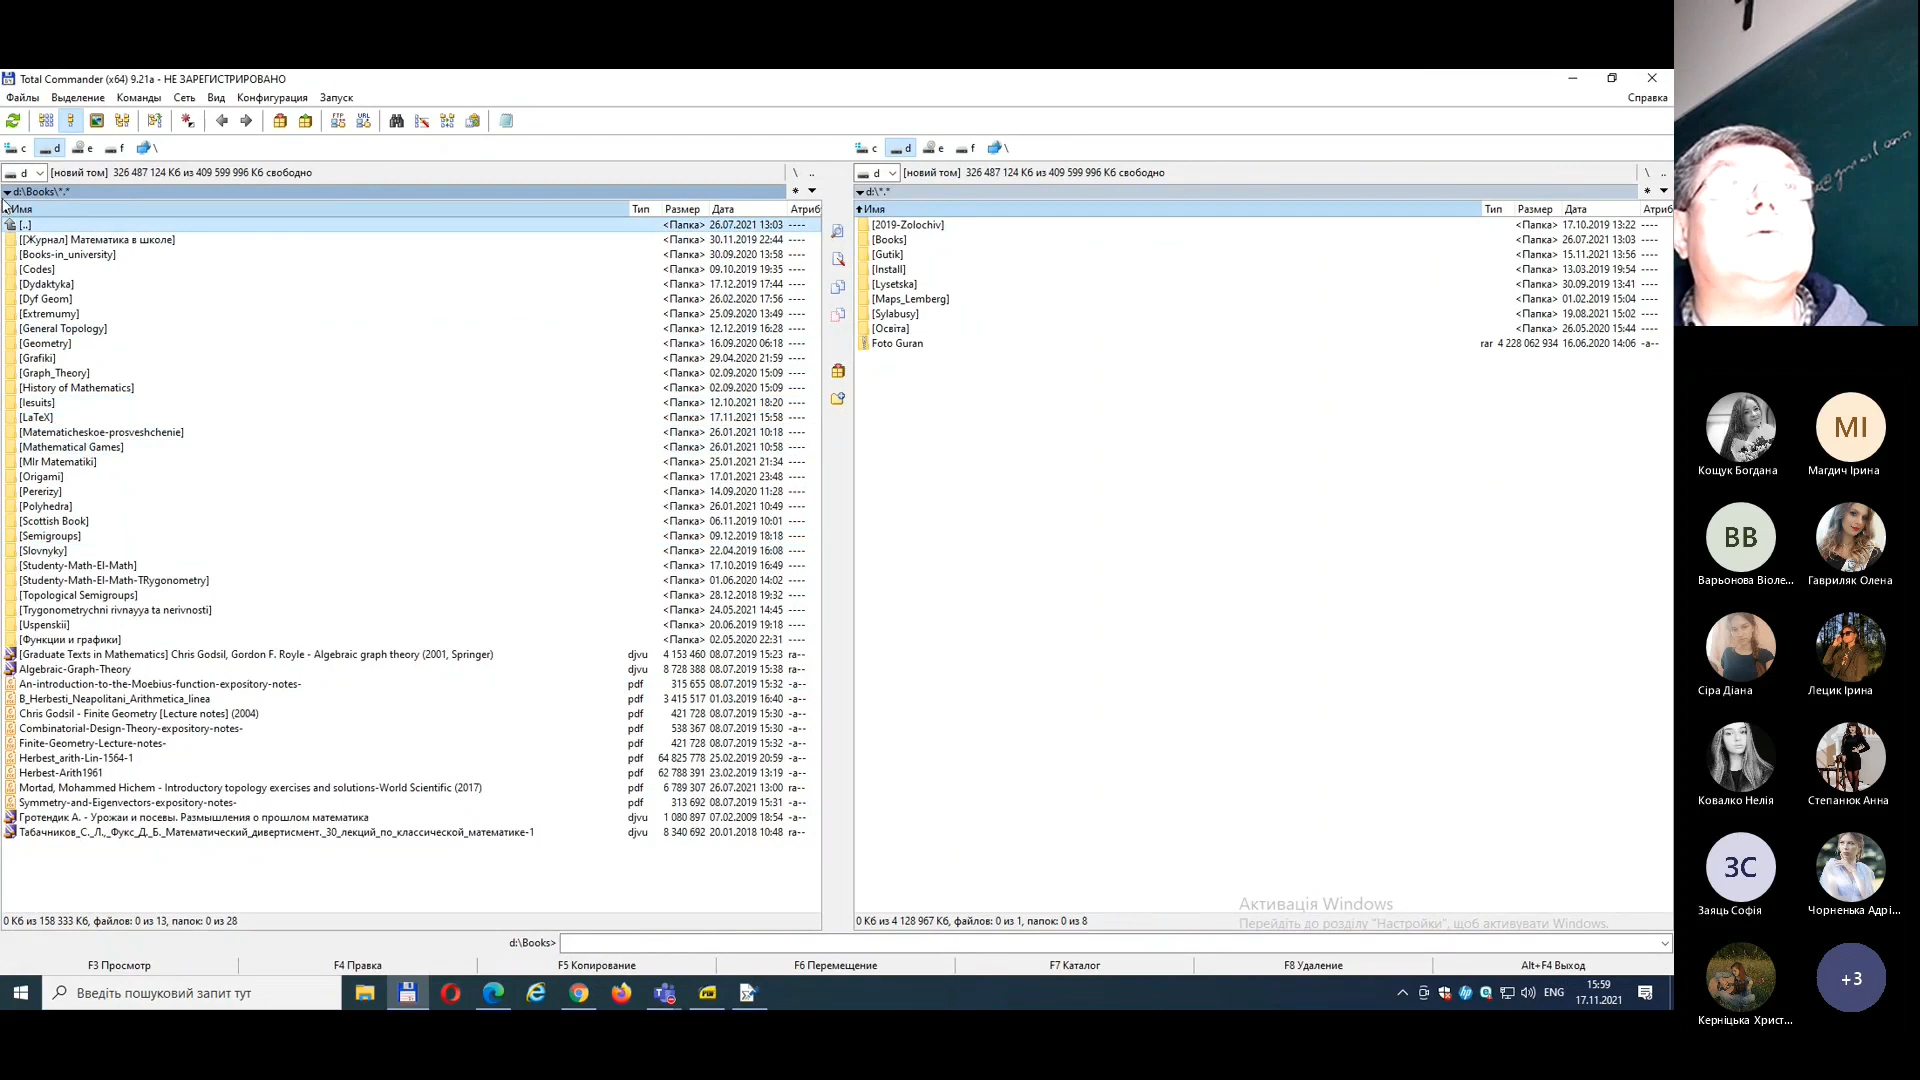 Total Commander (x64) 9.21a - НЕ ЗАРЕГИСТРИРОВАНО
Файлы Выделение Команды Сеть Вид Конфигурация Запуск Справка
c d e f \
d [новий том] 326 487 124 Кб из 409 599 996 Кб свободно \ ..
d:\Books\*.* *
Имя Тип Размер Дата Атриб
[..] <Папка> 26.07.2021 13:03 ----
[[Журнал] Математика в школе] <Папка> 30.11.2019 22:44 ----
[Books-in_university] <Папка> 30.09.2020 13:58 ----
[Codes] <Папка> 09.10.2019 19:35 ----
[Dydaktyka] <Папка> 17.12.2019 17:44 ----
[Dyf Geom] <Папка> 26.02.2020 17:56 ----
[Extremumy] <Папка> 25.09.2020 13:49 ----
[General Topology] <Папка> 12.12.2019 16:28 ----
[Geometry] <Папка> 16.09.2020 06:18 ----
[Grafiki] <Папка> 29.04.2020 21:59 ----
[Graph_Theory] <Папка> 02.09.2020 15:09 ----
[History of Mathematics] <Папка> 02.09.2020 15:09 ----
[Iesuits] <Папка> 12.10.2021 18:20 ----
[LaTeX] <Папка> 17.11.2021 15:58 ----
[Matematicheskoe-prosveshchenie] <Папка> 26.01.2021 10:18 ----
[Mathematical Games] <Папка> 26.01.2021 10:58 ----
[MIr Matematiki] <Папка> 25.01.2021 21:34 ----
[Origami] <Папка> 17.01.2021 23:48 ----
[Pererizy] <Папка> 14.09.2020 11:28 ----
[Polyhedra] <Папка> 26.01.2021 10:49 ----
[Scottish Book] <Папка> 06.11.2019 10:01 ----
[Semigroups] <Папка> 09.12.2019 18:18 ----
[Slovnyky] <Папка> 22.04.2019 16:08 ----
[Studenty-Math-El-Math] <Папка> 17.10.2019 16:49 ----
[Studenty-Math-El-Math-TRygonometry] <Папка> 01.06.2020 14:02 ----
[Topological Semigroups] <Папка> 28.12.2018 19:32 ----
[Trygonometrychni rivnayya ta nerivnosti] <Папка> 24.05.2021 14:45 ----
[Uspenskii] <Папка> 20.06.2019 19:18 ----
[Функции и графики] <Папка> 02.05.2020 22:31 ----
[Graduate Texts in Mathematics] Chris Godsil, Gordon F. Royle - Algebraic graph theory (2001, Springer) djvu 4 153 460 08.07.2019 15:23 ra--
Algebraic-Graph-Theory djvu 8 728 388 08.07.2019 15:38 ra--
An-introduction-to-the-Moebius-function-expository-notes- pdf 315 655 08.07.2019 15:32 -a--
B_Herbesti_Neapolitani_Arithmetica_linea pdf 3 415 517 01.03.2019 16:40 -a--
Chris Godsil - Finite Geometry [Lecture notes] (2004) pdf 421 728 08.07.2019 15:30 -a--
Combinatorial-Design-Theory-expository-notes- pdf 538 367 08.07.2019 15:30 -a--
Finite-Geometry-Lecture-notes- pdf 421 728 08.07.2019 15:32 -a--
Herbest_arith-Lin-1564-1 pdf 64 825 778 25.02.2019 20:59 -a--
Herbest-Arith1961 pdf 62 788 391 23.02.2019 13:19 -a--
Mortad, Mohammed Hichem - Introductory topology exercises and solutions-World Scientific (2017) pdf 6 789 307 26.07.2021 13:00 ra--
Symmetry-and-Eigenvectors-expository-notes- pdf 313 692 08.07.2019 15:31 -a--
Гротендик А. - Урожаи и посевы. Размышления о прошлом математика djvu 1 080 897 07.02.2009 18:54 -a--
Табачников_С._Л.,_Фукс_Д._Б._Математический_дивертисмент._30_лекций_по_классической_математике-1 djvu 8 340 692 20.01.2018 10:48 ra--
0 Кб из 158 333 Кб, файлов: 0 из 13, папок: 0 из 28
c d e f \
d [новий том] 326 487 124 Кб из 409 599 996 Кб свободно \ ..
d:\*.* *
Имя Тип Размер Дата Атриб
[2019-Zolochiv] <Папка> 17.10.2019 13:22 ----
[Books] <Папка> 26.07.2021 13:03 ----
[Gutik] <Папка> 15.11.2021 13:56 ----
[Install] <Папка> 13.03.2019 19:54 ----
[Lysetska] <Папка> 30.09.2019 13:41 ----
[Maps_Lemberg] <Папка> 01.02.2019 15:04 ----
[Sylabusy] <Папка> 19.08.2021 15:02 ----
[Освіта] <Папка> 26.05.2020 15:44 ----
Foto Guran rar 4 228 062 934 16.06.2020 14:06 -a--
Активація Windows
Перейдіть до розділу "Настройки", щоб активувати Windows.
0 Кб из 4 128 967 Кб, файлов: 0 из 1, папок: 0 из 8
d:\Books>
F3 Просмотр F4 Правка F5 Копирование F6 Перемещение F7 Каталог F8 Удаление Alt+F4 Выход
Введіть пошуковий запит тут
ENG
15:59
17.11.2021
@gmail.com
МІ
Кощук Богдана Магдич Ірина
ВВ
Варьонова Віоле... Гавриляк Олена
Сіра Діана Лецик Ірина
Ковалко Нелія Степанюк Анна
ЗС
Заяць Софія Чорненька Адрі...
+3
Керніцька Христ...